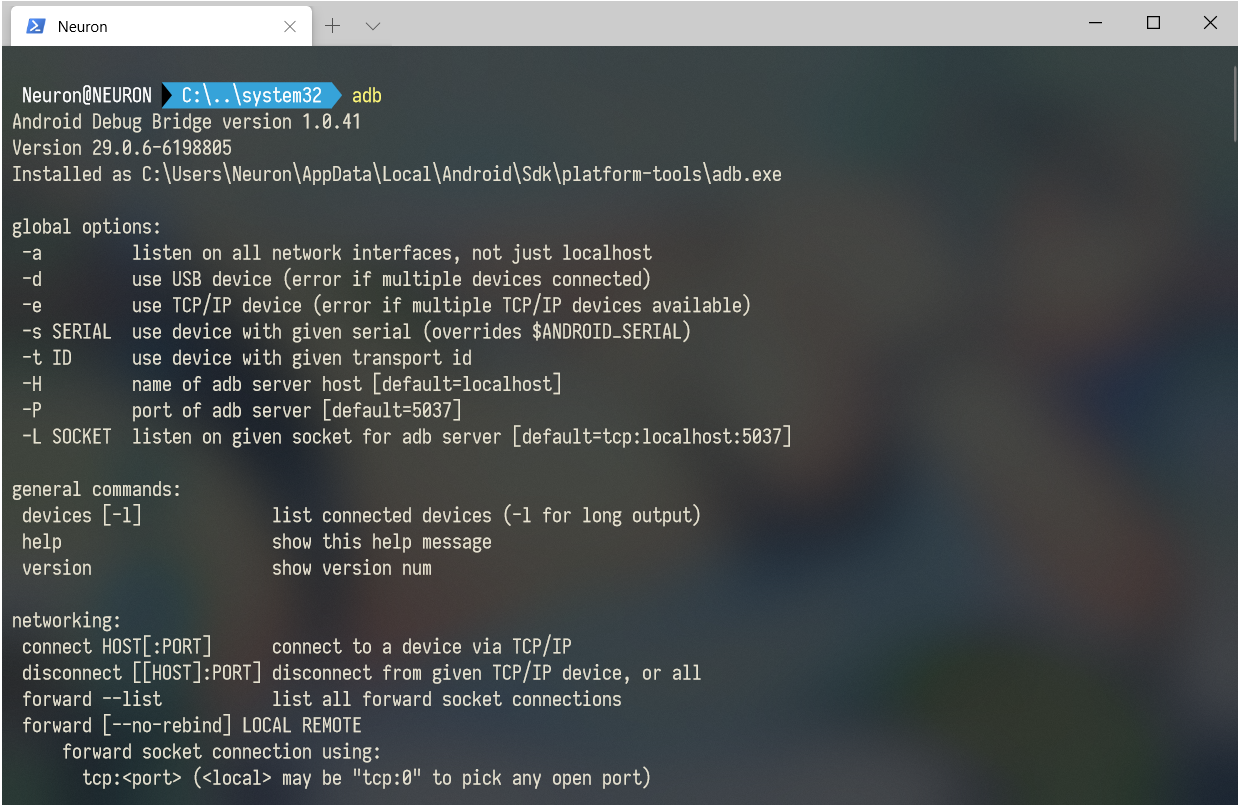 Neuron
Neuron@NEURON C:\..\system32 adb
Android Debug Bridge version 1.0.41
Version 29.0.6-6198805
Installed as C:\Users\Neuron\AppData\Local\Android\Sdk\platform-tools\adb.exe
global options:
-a listen on all network interfaces, not just localhost
-d use USB device (error if multiple devices connected)
-e use TCP/IP device (error if multiple TCP/IP devices available)
-s SERIAL use device with given serial (overrides $ANDROID_SERIAL)
-t ID use device with given transport id
-H name of adb server host [default=localhost]
-P port of adb server [default=5037]
-L SOCKET listen on given socket for adb server [default=tcp:localhost:5037]
general commands:
devices [-l] list connected devices (-l for long output)
help show this help message
version show version num
networking:
connect HOST[:PORT] connect to a device via TCP/IP
disconnect [[HOST]:PORT] disconnect from given TCP/IP device, or all
forward --list list all forward socket connections
forward [--no-rebind] LOCAL REMOTE
forward socket connection using:
tcp:<port> (<local> may be "tcp:0" to pick any open port)